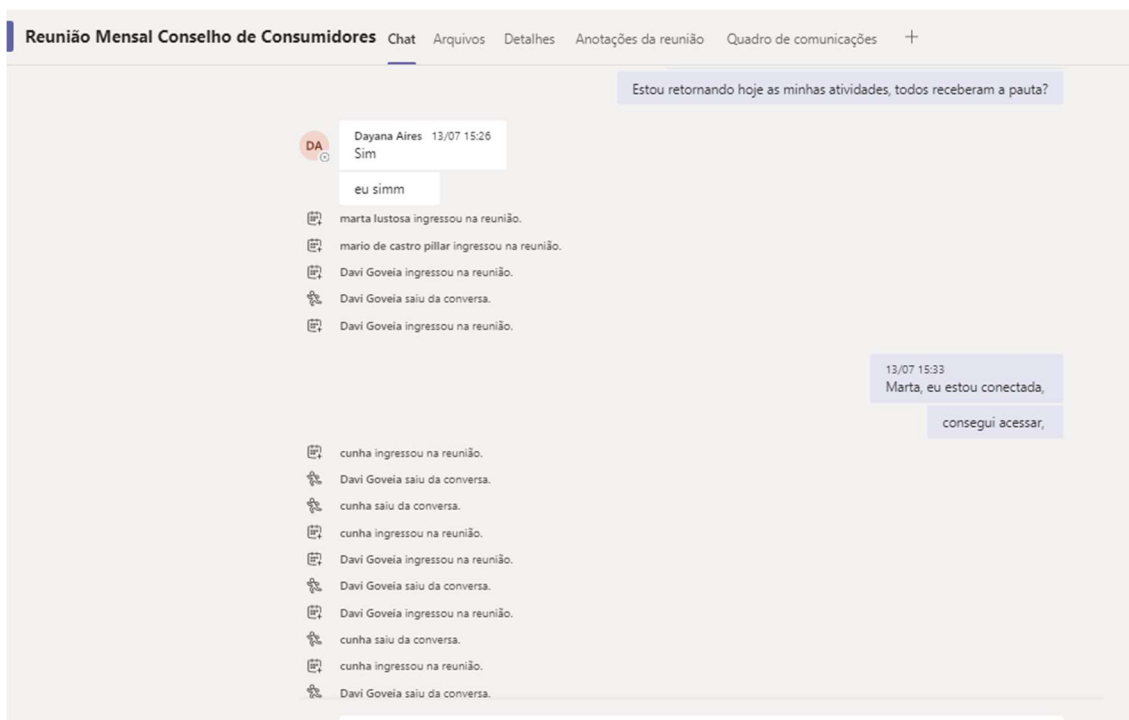 Reunião Mensal Conselho de Consumidores Chat Arquivos Detalhes Anotações da reunião Quadro de comunicações +
Estou retornando hoje as minhas atividades, todos receberam a pauta?
DA
Dayana Aires 13/07 15:26
Sim
eu simm
marta lustosa ingressou na reunião.
mario de castro pillar ingressou na reunião.
Davi Goveia ingressou na reunião.
Davi Goveia saiu da conversa.
Davi Goveia ingressou na reunião.
13/07 15:33
Marta, eu estou conectada,
consegui acessar,
cunha ingressou na reunião.
Davi Goveia saiu da conversa.
cunha saiu da conversa.
cunha ingressou na reunião.
Davi Goveia ingressou na reunião.
Davi Goveia saiu da conversa.
Davi Goveia ingressou na reunião.
cunha saiu da conversa.
cunha ingressou na reunião.
Davi Goveia saiu da conversa.